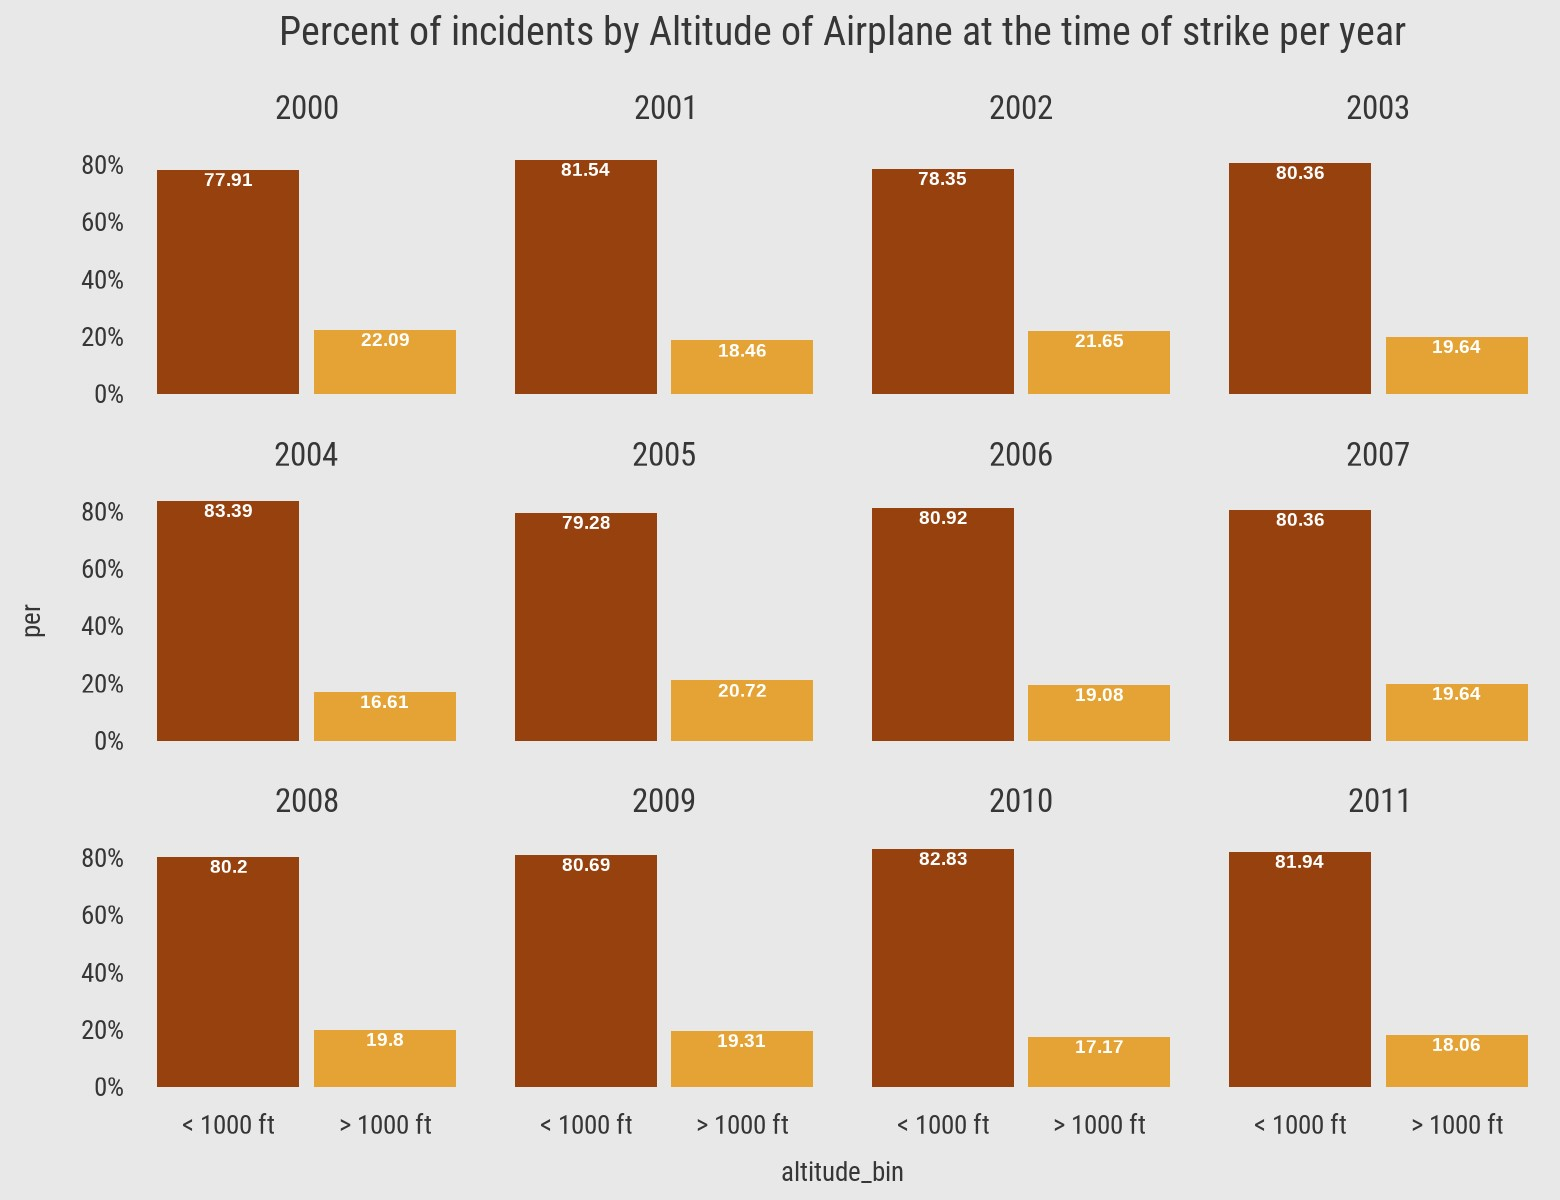 Percent of incidents by Altitude of Airplane at the time of strike per year
2000 2001 2002 2003
80%
60%
40%
20%
0%
77.91 22.09 81.54 18.46 78.35 21.65 80.36 19.64
2004 2005 2006 2007
80%
60%
40%
20%
0%
83.39 16.61 79.28 20.72 80.92 19.08 80.36 19.64
per
2008 2009 2010 2011
80%
60%
40%
20%
0%
80.2 19.8 80.69 19.31 82.83 17.17 81.94 18.06
< 1000 ft > 1000 ft < 1000 ft > 1000 ft < 1000 ft > 1000 ft < 1000 ft > 1000 ft
altitude_bin